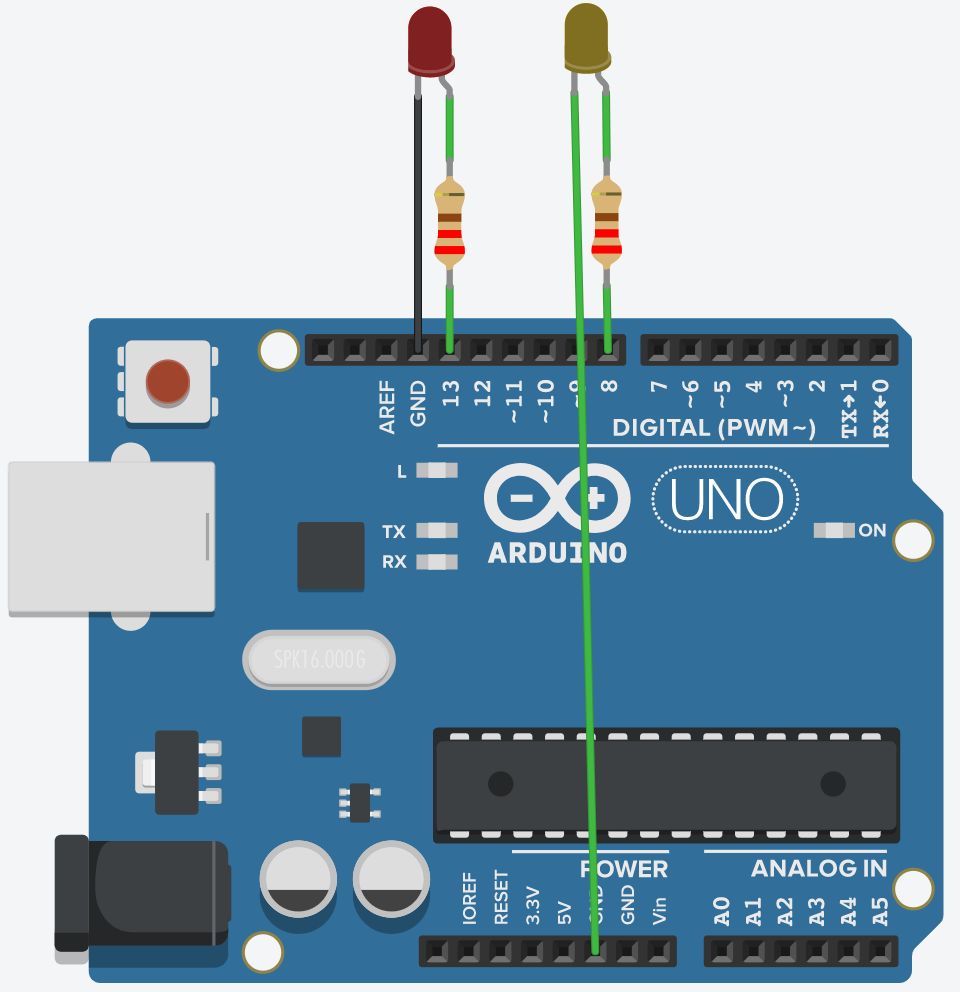 AREF
GND
13
12
~11
~10
~9
8
7
~6
~5
4
~3
2
TX→1
RX←0
DIGITAL (PWM~)
L
TX
RX
ARDUINO
UNO
ON
SPK16.000G
POWER
ANALOG IN
IOREF
RESET
3.3V
5V
GND
GND
Vin
A0
A1
A2
A3
A4
A5